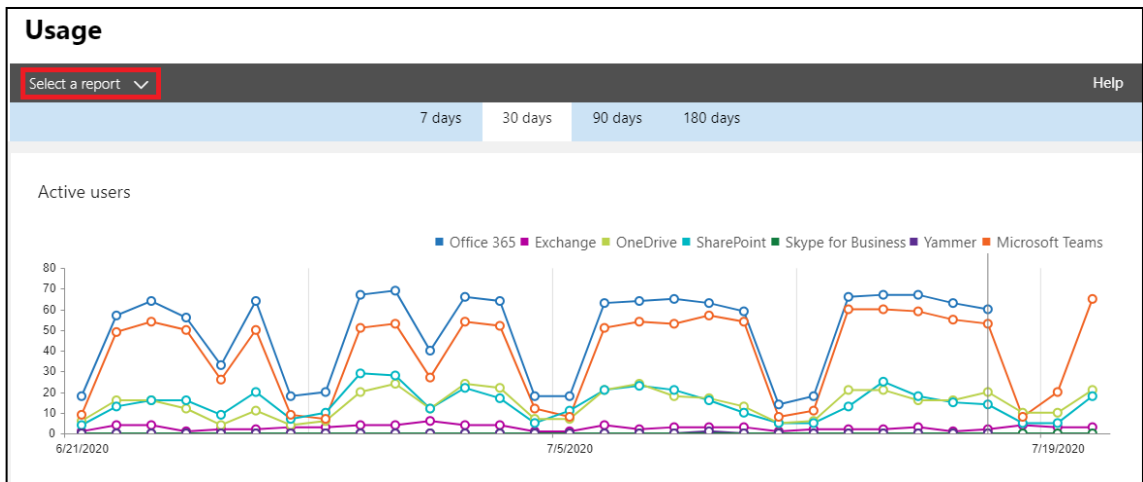 Usage
Select a report
Help
7 days 30 days 90 days 180 days
Active users
Office 365 Exchange OneDrive SharePoint Skype for Business Yammer Microsoft Teams
80
70
60
50
40
30
20
10
0
6/21/2020 7/5/2020 7/19/2020